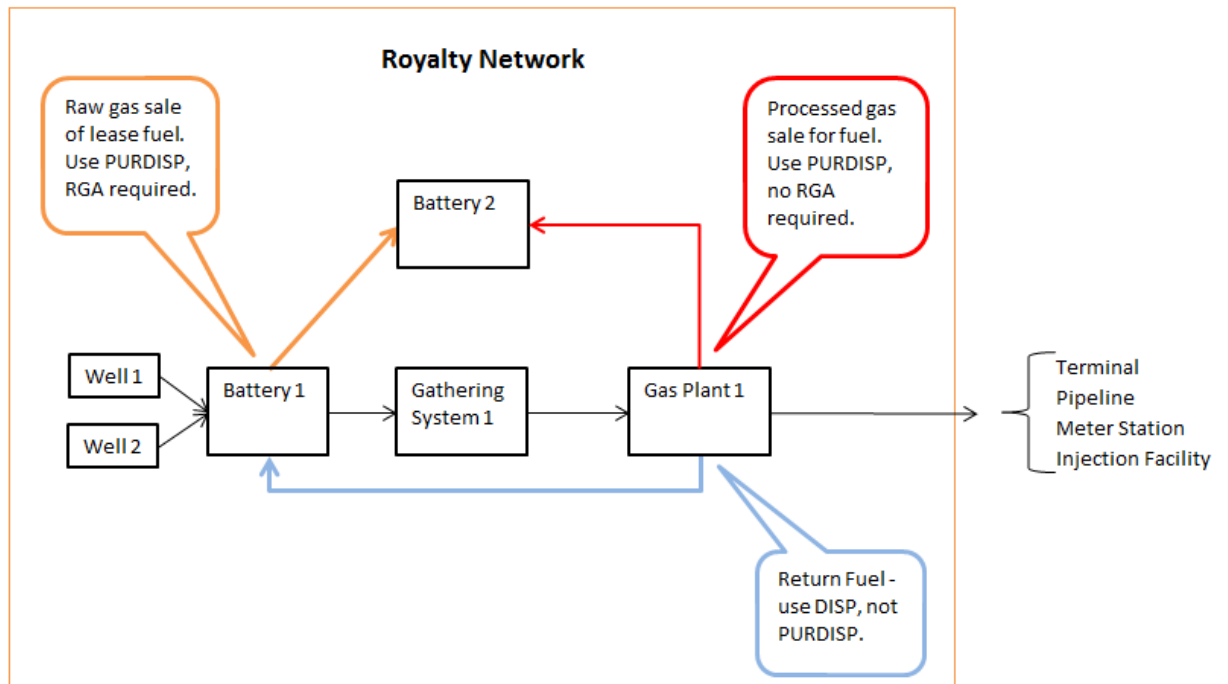 Royalty Network
Raw gas sale
of lease fuel.
Use PURDISP,
RGA required.
Processed gas
sale for fuel.
Use PURDISP,
no RGA
required.
Battery 2
Well 1
Well 2
Battery 1
Gathering
System 1
Gas Plant 1
Terminal
Pipeline
Meter Station
Injection Facility
Return Fuel -
use DISP, not
PURDISP.